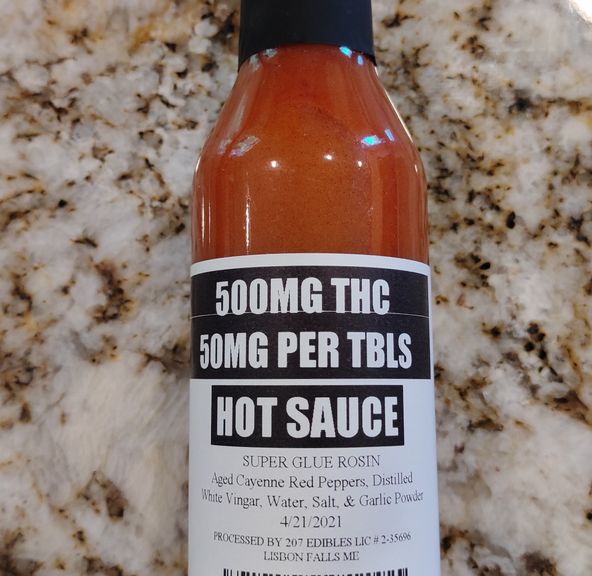 500MG THC
50MG PER TBLS
HOT SAUCE
SUPER GLUE ROSIN
Aged Cayenne Red Peppers, Distilled
White Vingar, Water, Salt, & Garlic Powder
4/21/2021
PROCESSED BY 207 EDIBLES LIC # 2-35696
LISBON FALLS ME